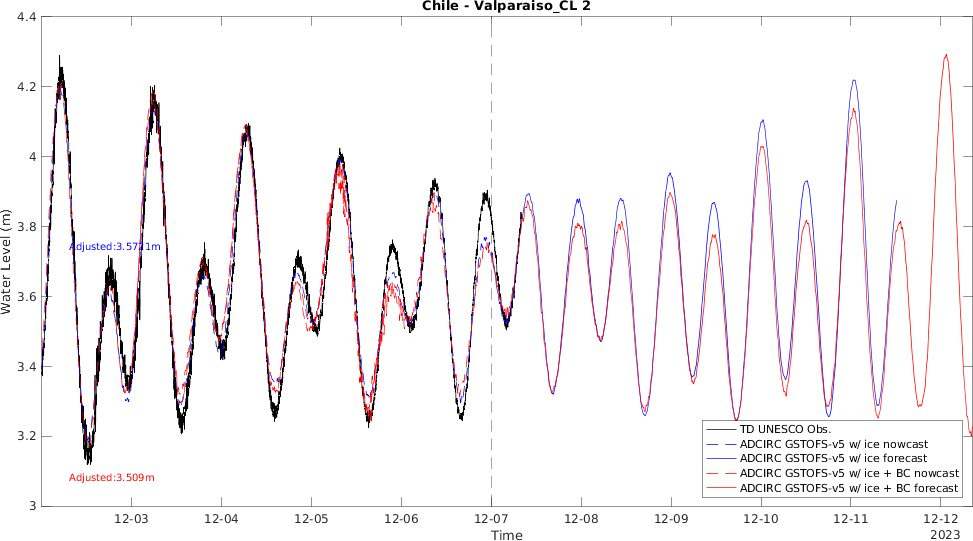 Chile - Valparaiso_CL 2
Water Level (m)
4.4
4.2
4
3.8
3.6
3.4
3.2
3
Adjusted:3.5721m
Adjusted:3.509m
TD UNESCO Obs.
ADCIRC GSTOFS-v5 w/ ice nowcast
ADCIRC GSTOFS-v5 w/ ice forecast
ADCIRC GSTOFS-v5 w/ ice + BC nowcast
ADCIRC GSTOFS-v5 w/ ice + BC forecast
12-03 12-04 12-05 12-06 12-07 12-08 12-09 12-10 12-11 12-12
Time
2023